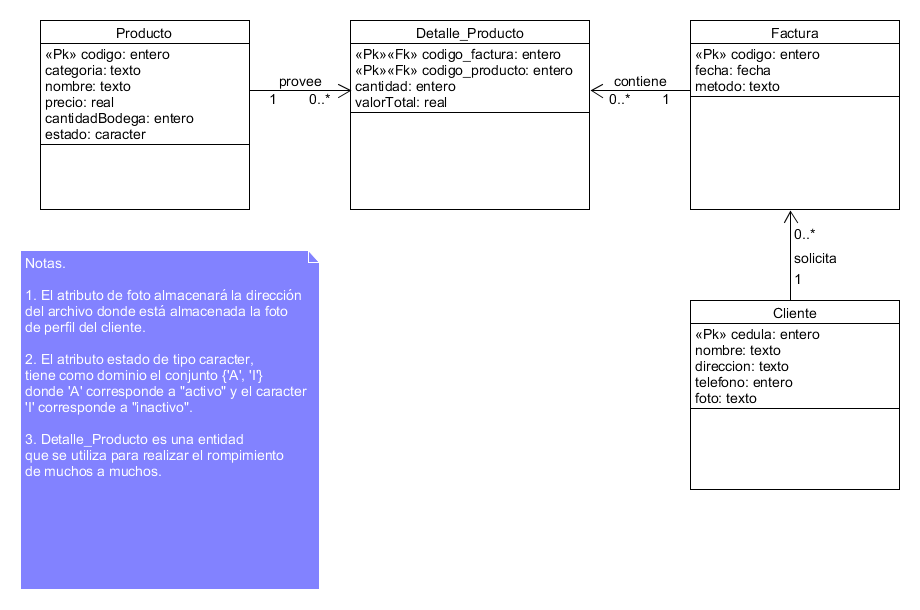 Producto
«Pk» codigo: entero
categoria: texto
nombre: texto
precio: real
cantidadBodega: entero
estado: caracter
provee
1
0..*
Detalle_Producto
«Pk»«Fk» codigo_factura: entero
«Pk»«Fk» codigo_producto: entero
cantidad: entero
valorTotal: real
contiene
0..*
1
Factura
«Pk» codigo: entero
fecha: fecha
metodo: texto
0..*
solicita
1
Cliente
«Pk» cedula: entero
nombre: texto
direccion: texto
telefono: entero
foto: texto
Notas.
1. El atributo de foto almacenará la dirección
del archivo donde está almacenada la foto
de perfil del cliente.
2. El atributo estado de tipo caracter,
tiene como dominio el conjunto {'A', 'I'}
donde 'A' corresponde a "activo" y el caracter
'I' corresponde a "inactivo".
3. Detalle_Producto es una entidad
que se utiliza para realizar el rompimiento
de muchos a muchos.